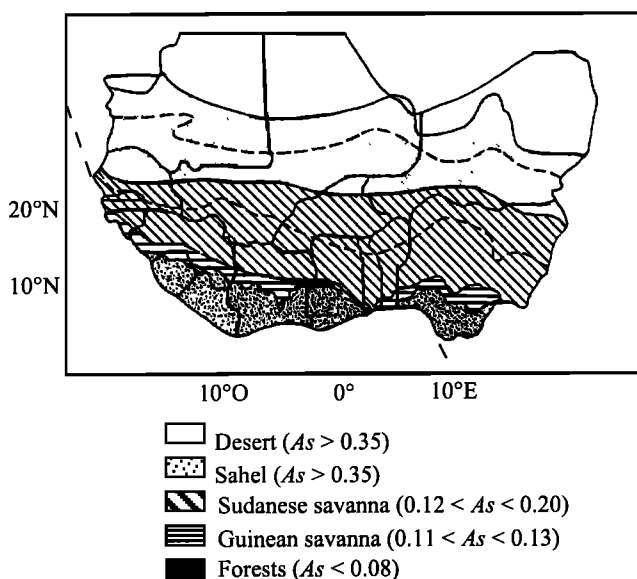 20°N
10°N
10°O 0° 10°E
Desert (As > 0.35)
Sahel (As > 0.35)
Sudanese savanna (0.12 < As < 0.20)
Guinean savanna (0.11 < As < 0.13)
Forests (As < 0.08)